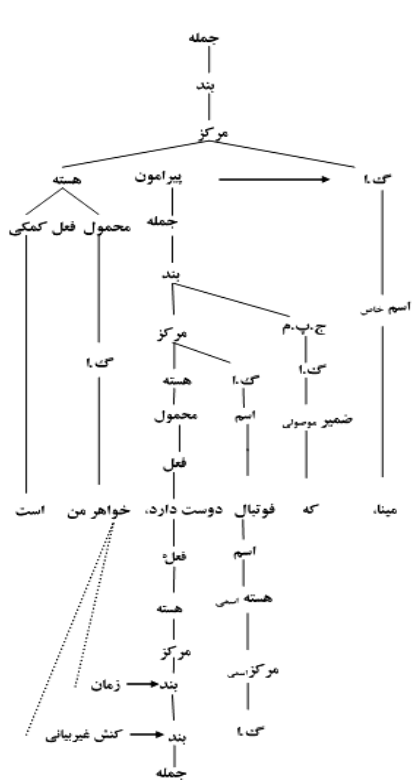 جمله
بند
مرکز
گ.ا پیرامون هسته
جمله محمول فعل کمکی
بند
اسم خاص
ج.پ.م مرکز
گ.ا گ.ا
گ.ا هسته
ضمیر موصولی اسم محمول
فعل
مینا، که فوتبال دوست دارد، خواهر من است
اسم فعل
هسته اسمی هسته
مرکز اسمی مرکز
بند زمان
گ.ا بند کنش غیربیانی
جمله